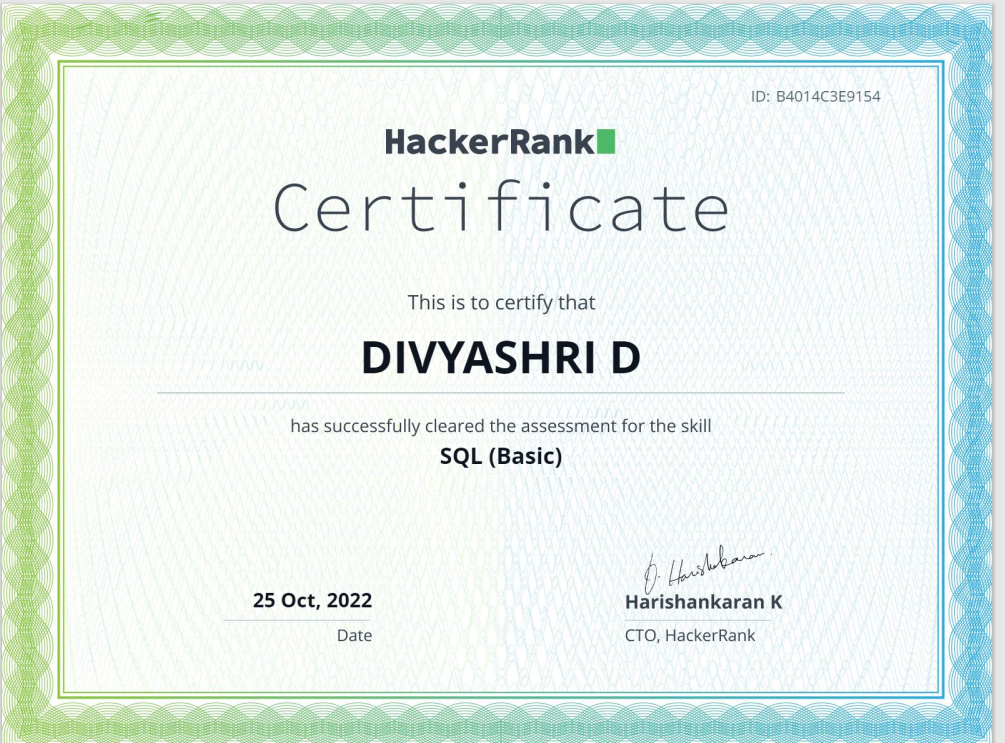 ID: B4014C3E9154
HackerRank
Certificate
This is to certify that
DIVYASHRI D
has successfully cleared the assessment for the skill
SQL (Basic)
D. Harishankaran
25 Oct, 2022
Harishankaran K
Date
CTO, HackerRank